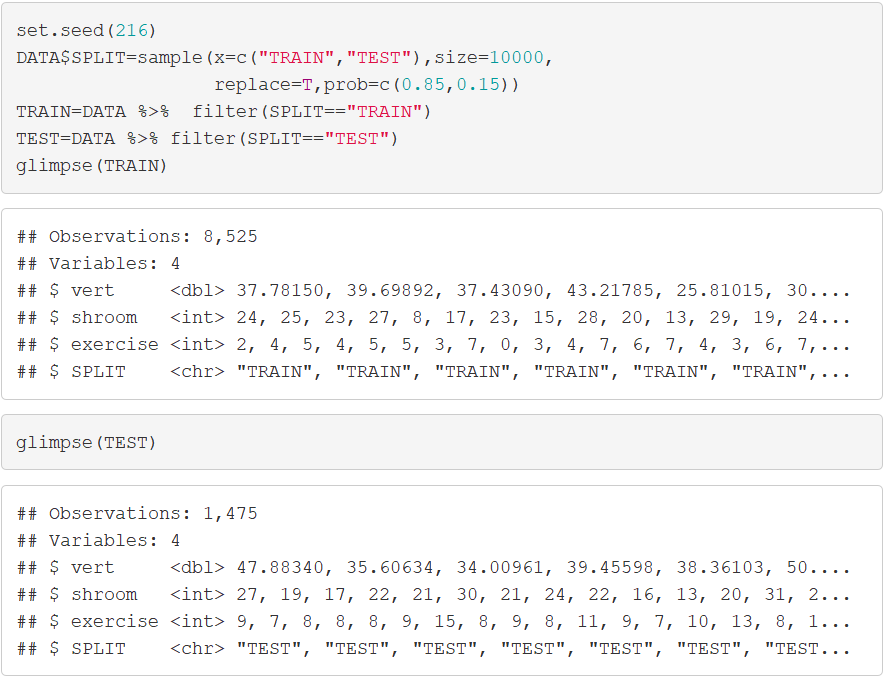 set.seed(216)
DATA$SPLIT=sample(x=c("TRAIN","TEST"),size=10000,
                  replace=T,prob=c(0.85,0.15))
TRAIN=DATA %>%  filter(SPLIT=="TRAIN")
TEST=DATA %>% filter(SPLIT=="TEST")
glimpse(TRAIN)
## Observations: 8,525
## Variables: 4
## $ vert     <dbl> 37.78150, 39.69892, 37.43090, 43.21785, 25.81015, 30....
## $ shroom   <int> 24, 25, 23, 27, 8, 17, 23, 15, 28, 20, 13, 29, 19, 24...
## $ exercise <int> 2, 4, 5, 4, 5, 5, 3, 7, 0, 3, 4, 7, 6, 7, 4, 3, 6, 7,...
## $ SPLIT    <chr> "TRAIN", "TRAIN", "TRAIN", "TRAIN", "TRAIN", "TRAIN",...
glimpse(TEST)
## Observations: 1,475
## Variables: 4
## $ vert     <dbl> 47.88340, 35.60634, 34.00961, 39.45598, 38.36103, 50....
## $ shroom   <int> 27, 19, 17, 22, 21, 30, 21, 24, 22, 16, 13, 20, 31, 2...
## $ exercise <int> 9, 7, 8, 8, 8, 9, 15, 8, 9, 8, 11, 9, 7, 10, 13, 8, 1...
## $ SPLIT    <chr> "TEST", "TEST", "TEST", "TEST", "TEST", "TEST", "TEST...